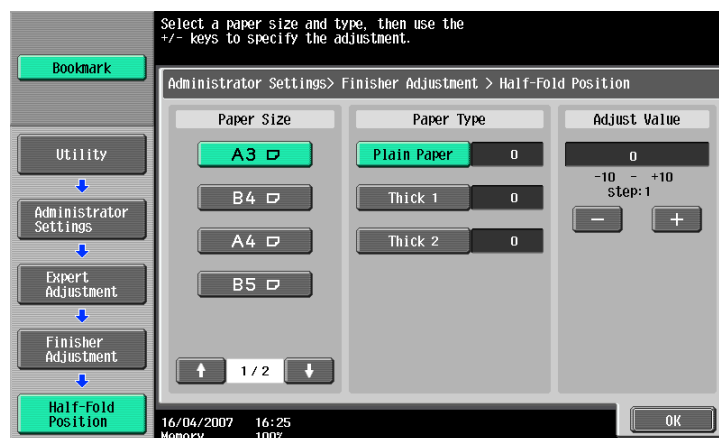 Select a paper size and type, then use the
+/- keys to specify the adjustment.
Bookmark
Administrator Settings> Finisher Adjustment > Half-Fold Position
Paper Size
Paper Type
Adjust Value
Utility
Administrator
Settings
Expert
Adjustment
Finisher
Adjustment
Half-Fold
Position
A3
B4
A4
B5
1/2
Plain Paper 0
Thick 1 0
Thick 2 0
0
-10 - +10
step:1
- +
OK
16/04/2007 16:25
Memory 100%